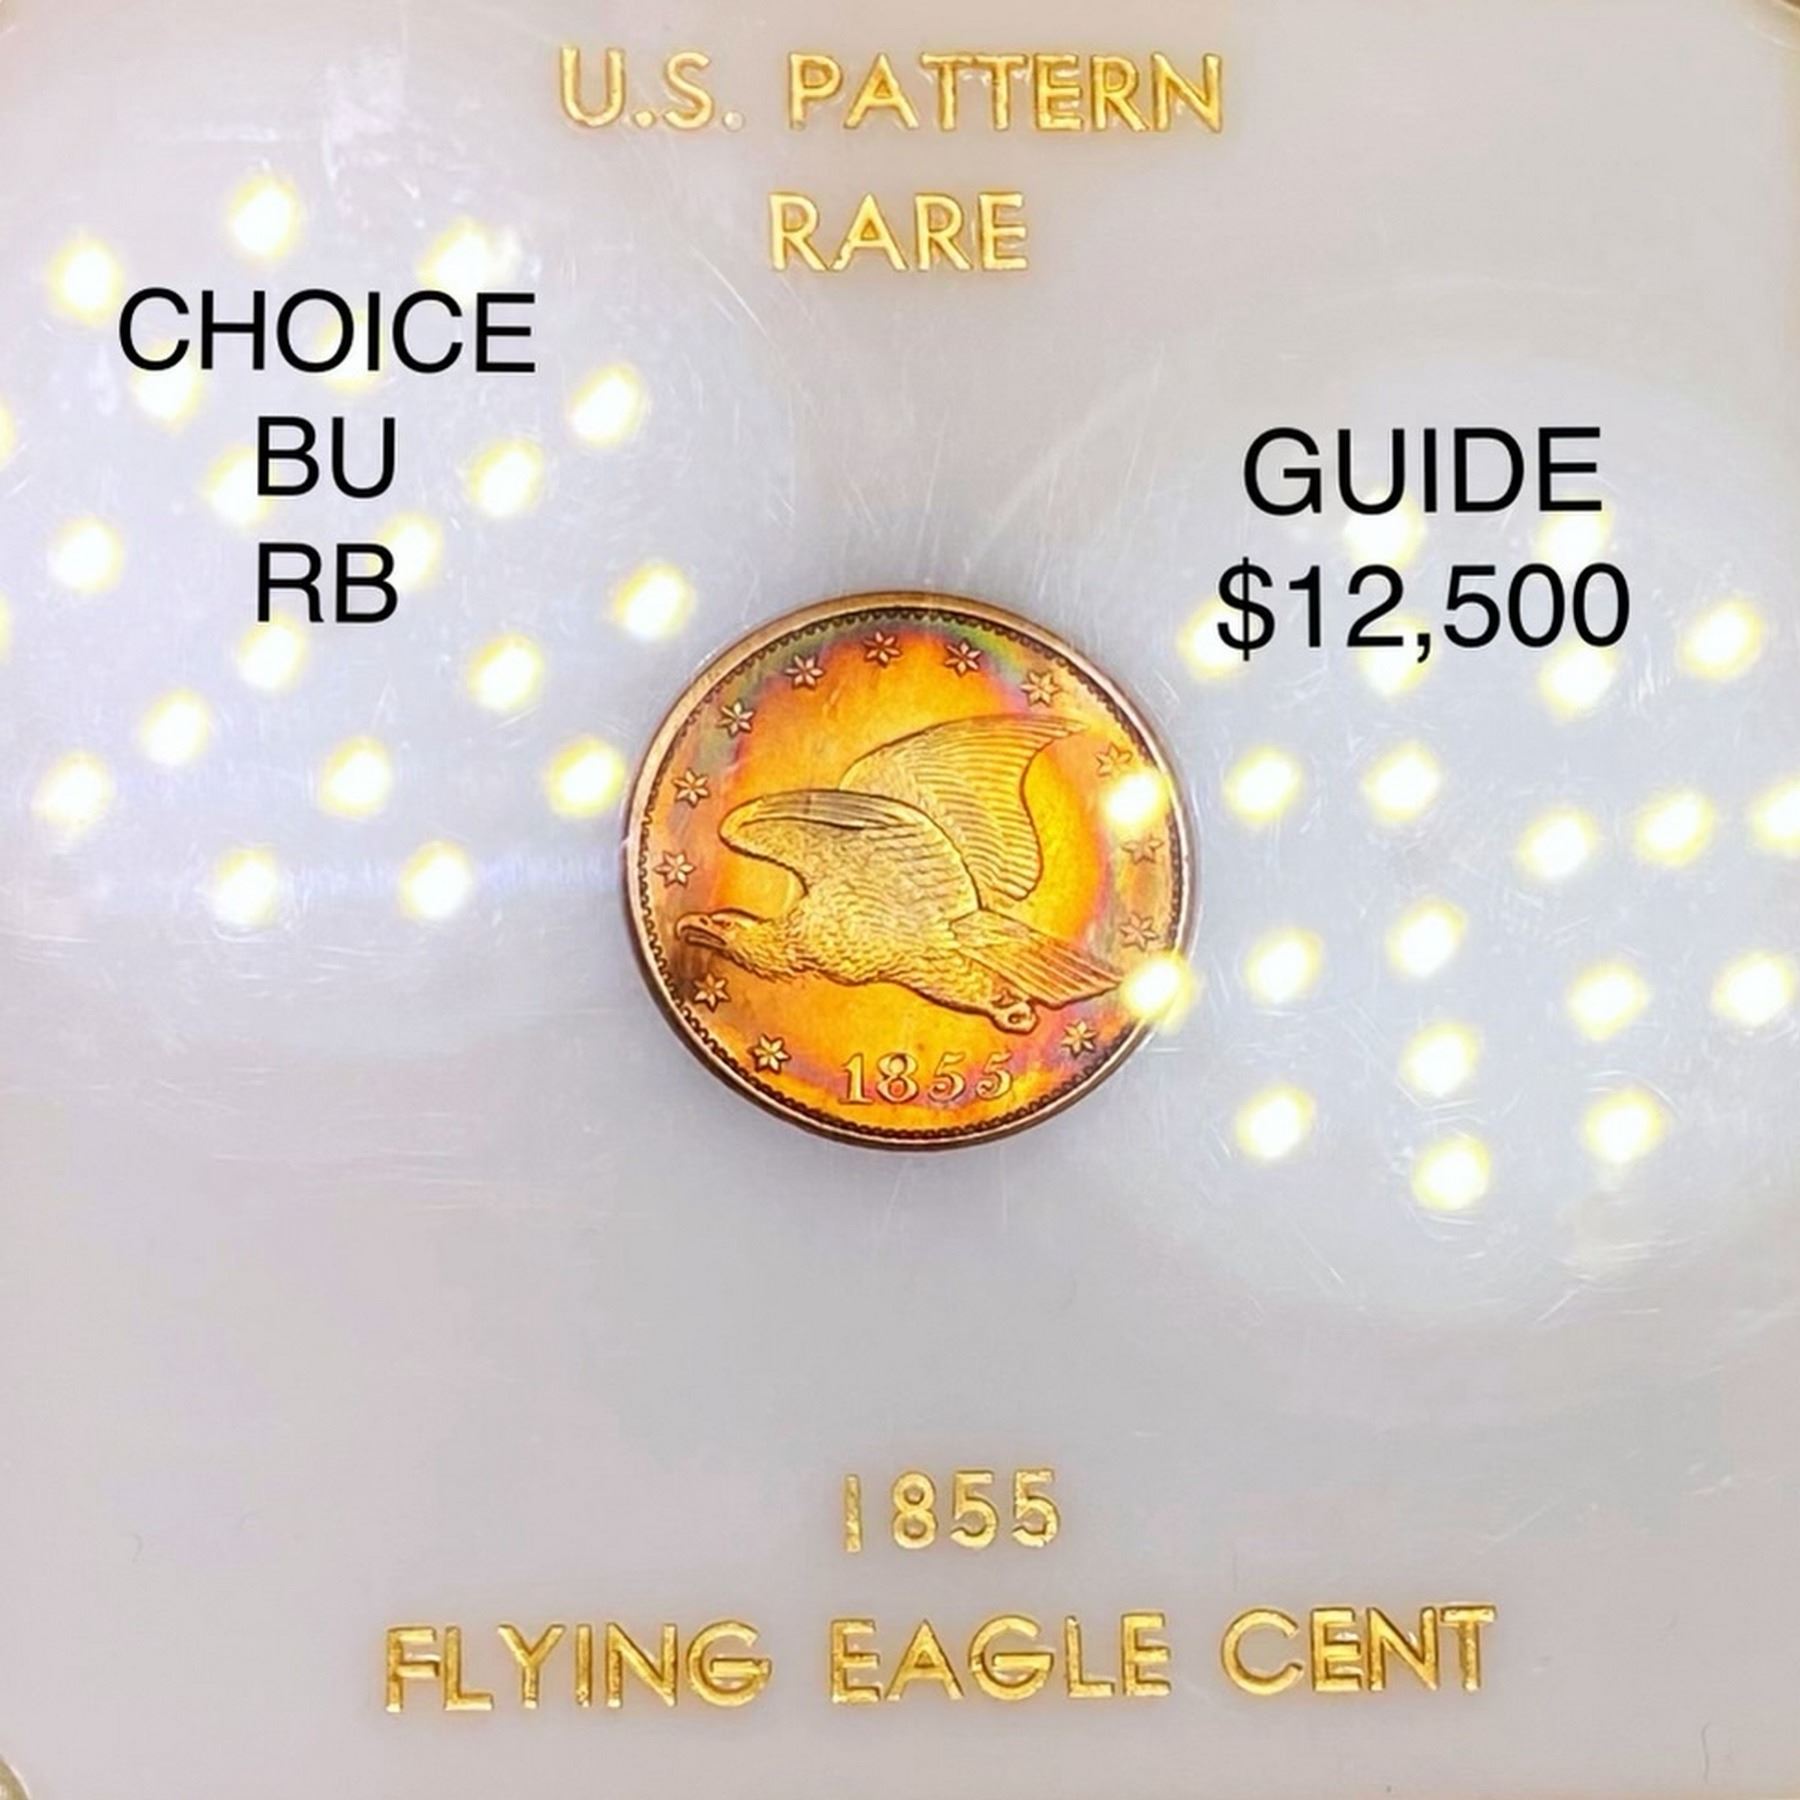 U.S. PATTERN
RARE
CHOICE
BU
RB
GUIDE
$12,500
1855
1855
FLYING EAGLE CENT